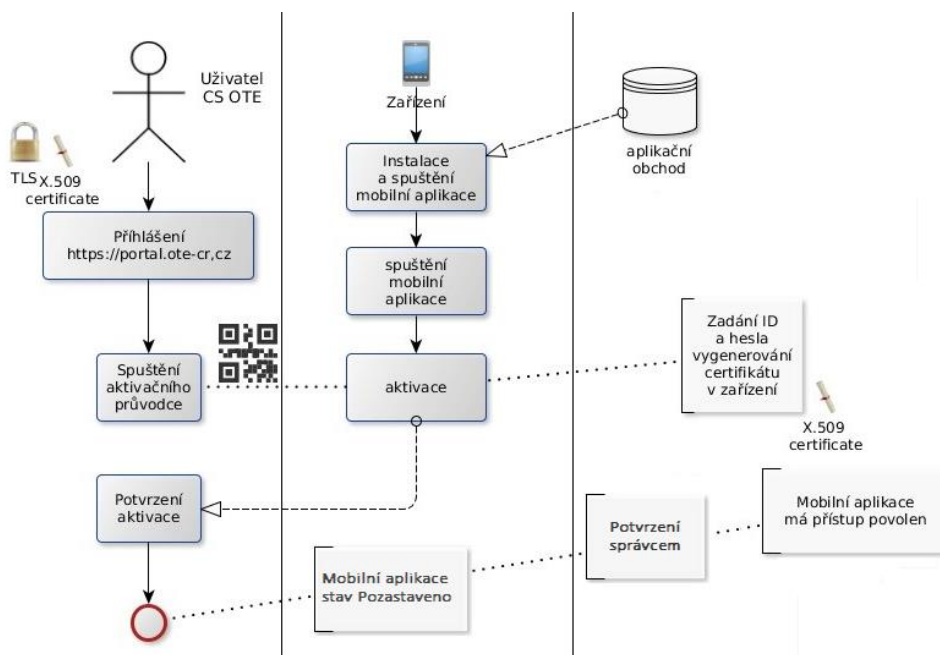 Uživatel
CS OTE
TLS
X.509
certificate
Příhlášení
https://portal.ote-cr,cz
Spuštění
aktivačního
průvodce
Potvrzení
aktivace
Zařízení
Instalace
a spuštění
mobilní aplikace
spuštění
mobilní
aplikace
aktivace
Mobilní aplikace
stav Pozastaveno
aplikační
obchod
Zadání ID
a hesla
vygenerování
certifikátu
v zařízení
X.509
certificate
Potvrzení
správcem
Mobilní aplikace
má přístup povolen